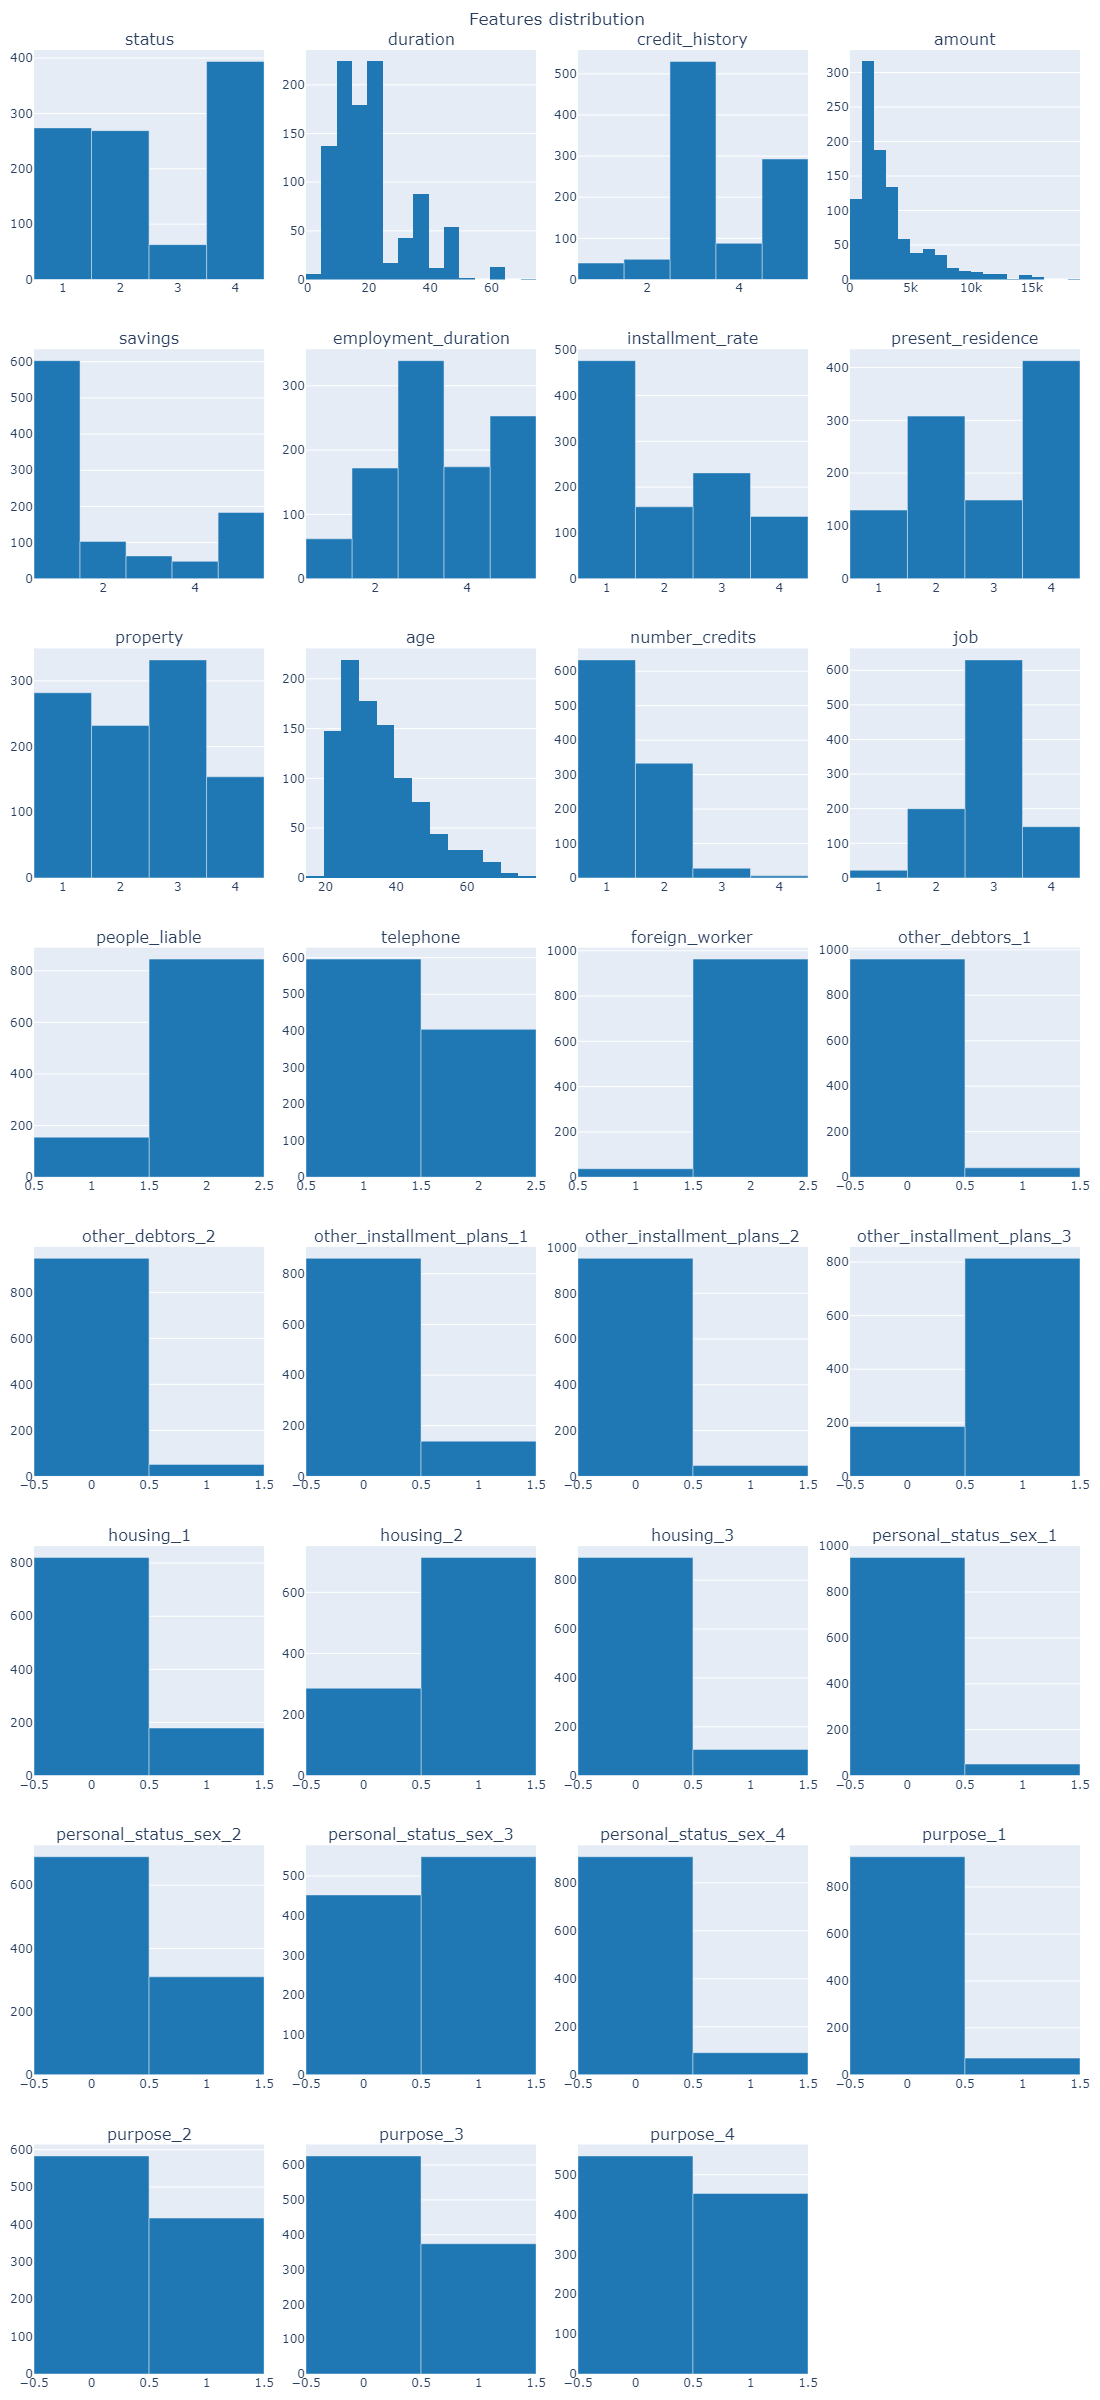 Features distribution
status duration credit_history amount
400 300 200 100 0
1 2 3 4
200 150 100 50 0
0 20 40 60
500 400 300 200 100 0
2 4
300 250 200 150 100 50 0
0 5k 10k 15k
savings employment_duration installment_rate present_residence
600 500 400 300 200 100 0
2 4
300 200 100 0
2 4
500 400 300 200 100 0
1 2 3 4
400 300 200 100 0
1 2 3 4
property age number_credits job
300 200 100 0
1 2 3 4
200 150 100 50 0
20 40 60
600 500 400 300 200 100 0
1 2 3 4
600 500 400 300 200 100 0
1 2 3 4
people_liable telephone foreign_worker other_debtors_1
800 600 400 200 0
0.5 1 1.5 2 2.5
600 500 400 300 200 100 0
0.5 1 1.5 2 2.5
1000 800 600 400 200 0
0.5 1 1.5 2 2.5
1000 800 600 400 200 0
−0.5 0 0.5 1 1.5
other_debtors_2 other_installment_plans_1 other_installment_plans_2 other_installment_plans_3
800 600 400 200 0
−0.5 0 0.5 1 1.5
800 600 400 200 0
−0.5 0 0.5 1 1.5
1000 800 600 400 200 0
−0.5 0 0.5 1 1.5
800 600 400 200 0
−0.5 0 0.5 1 1.5
housing_1 housing_2 housing_3 personal_status_sex_1
800 600 400 200 0
−0.5 0 0.5 1 1.5
600 400 200 0
−0.5 0 0.5 1 1.5
800 600 400 200 0
−0.5 0 0.5 1 1.5
1000 800 600 400 200 0
−0.5 0 0.5 1 1.5
personal_status_sex_2 personal_status_sex_3 personal_status_sex_4 purpose_1
600 400 200 0
−0.5 0 0.5 1 1.5
500 400 300 200 100 0
−0.5 0 0.5 1 1.5
800 600 400 200 0
−0.5 0 0.5 1 1.5
800 600 400 200 0
−0.5 0 0.5 1 1.5
purpose_2 purpose_3 purpose_4
600 500 400 300 200 100 0
−0.5 0 0.5 1 1.5
600 500 400 300 200 100 0
−0.5 0 0.5 1 1.5
500 400 300 200 100 0
−0.5 0 0.5 1 1.5